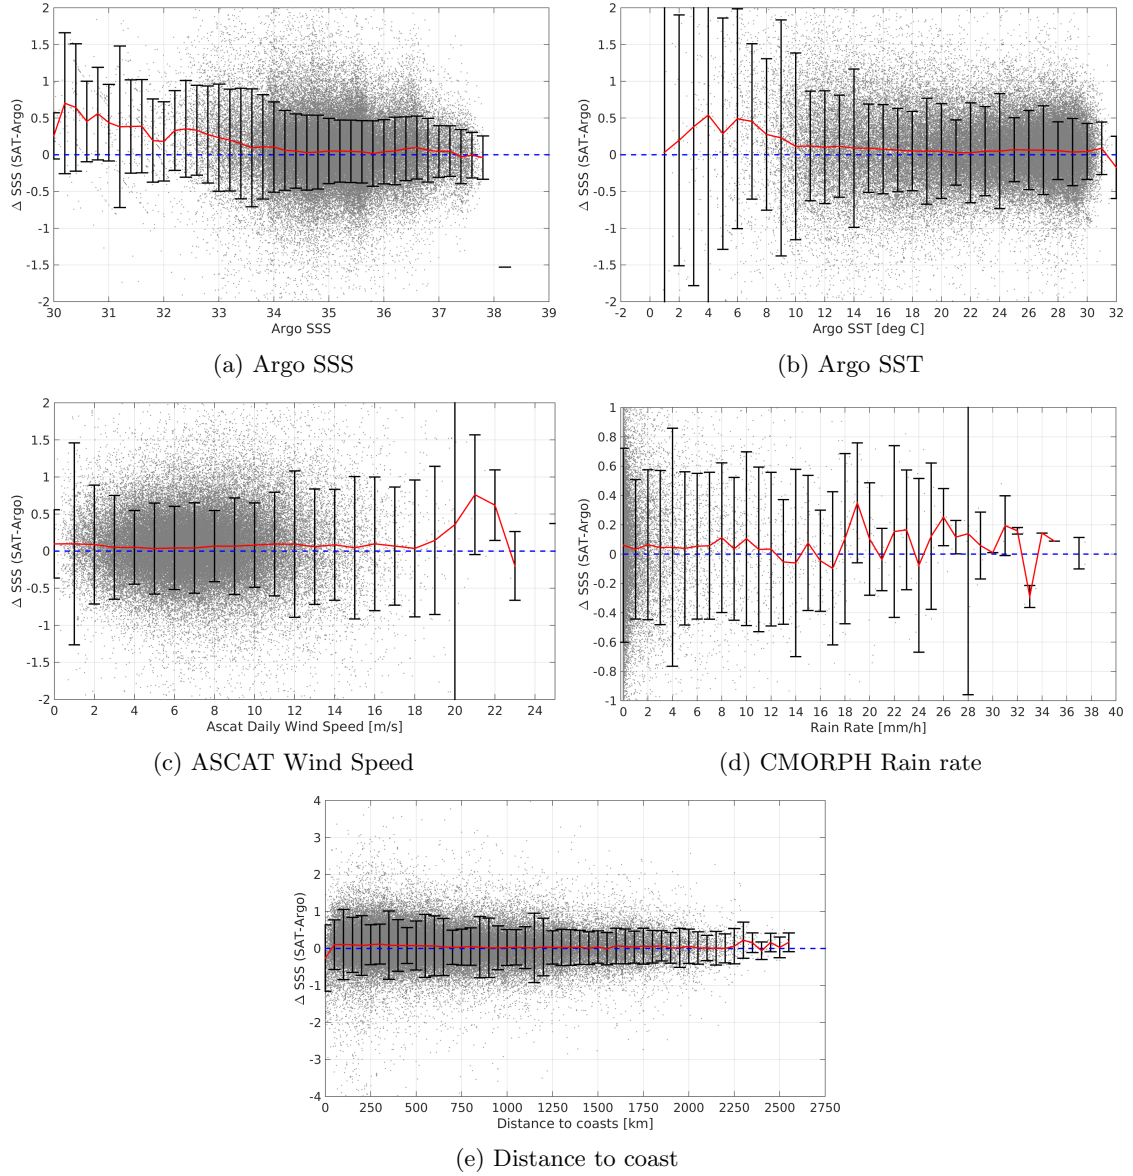 2
1.5
1
0.5
0
-0.5
-1
-1.5
-2
Δ SSS (SAT-Argo)
30 31 32 33 34 35 36 37 38 39
Argo SSS
(a) Argo SSS
2
1.5
1
0.5
0
-0.5
-1
-1.5
-2
Δ SSS (SAT-Argo)
-2 0 2 4 6 8 10 12 14 16 18 20 22 24 26 28 30 32
Argo SST [deg C]
(b) Argo SST
2
1.5
1
0.5
0
-0.5
-1
-1.5
-2
Δ SSS (SAT-Argo)
0 2 4 6 8 10 12 14 16 18 20 22 24
Ascat Daily Wind Speed [m/s]
(c) ASCAT Wind Speed
1
0.8
0.6
0.4
0.2
0
-0.2
-0.4
-0.6
-0.8
-1
Δ SSS (SAT-Argo)
0 2 4 6 8 10 12 14 16 18 20 22 24 26 28 30 32 34 36 38 40
Rain Rate [mm/h]
(d) CMORPH Rain rate
4
3
2
1
0
-1
-2
-3
-4
Δ SSS (SAT-Argo)
0 250 500 750 1000 1250 1500 1750 2000 2250 2500 2750
Distance to coasts [km]
(e) Distance to coast